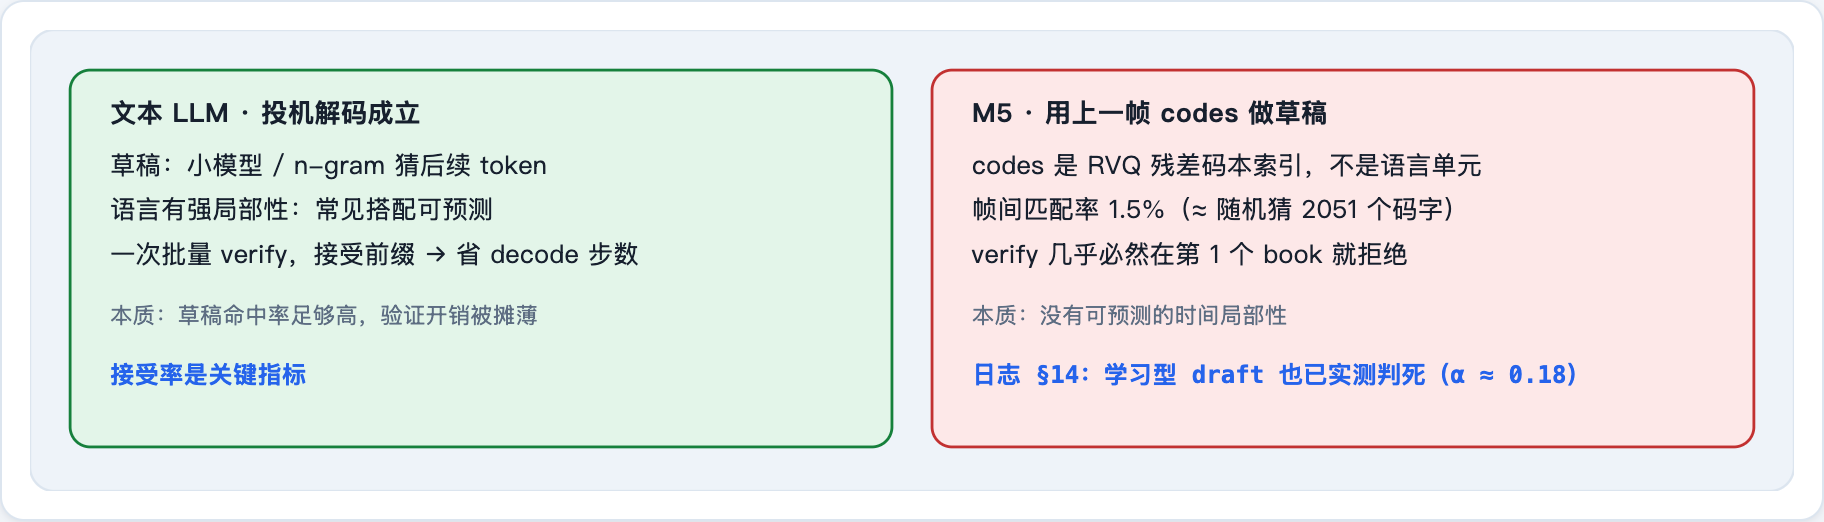 文本 LLM · 投机解码成立
草稿：小模型 / n-gram 猜后续 token
语言有强局部性：常见搭配可预测
一次批量 verify，接受前缀 → 省 decode 步数
本质：草稿命中率足够高，验证开销被摊薄
接受率是关键指标
M5 · 用上一帧 codes 做草稿
codes 是 RVQ 残差码本索引，不是语言单元
帧间匹配率 1.5%（≈ 随机猜 2051 个码字）
verify 几乎必然在第 1 个 book 就拒绝
本质：没有可预测的时间局部性
日志 §14：学习型 draft 也已实测判死（α ≈ 0.18）